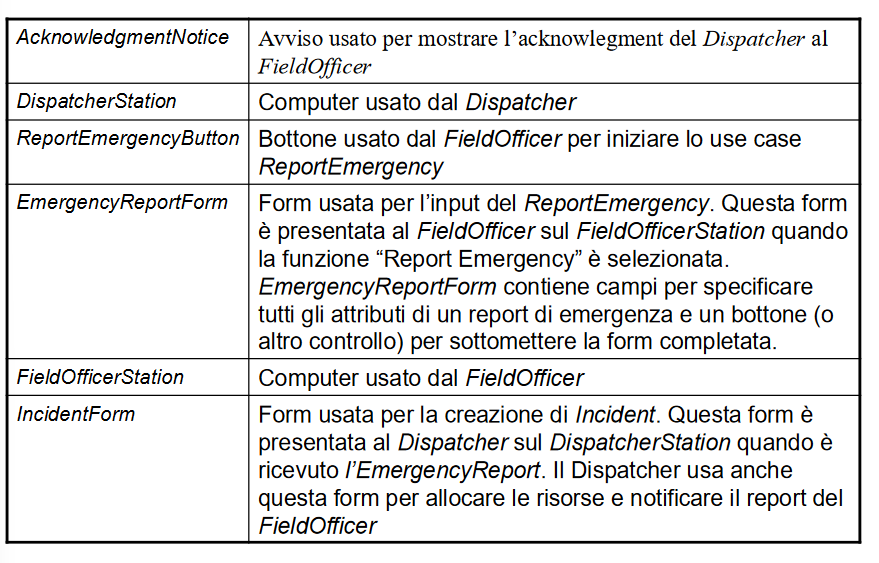 AcknowledgmentNotice
Avviso usato per mostrare l’acknowlegment del Dispatcher al
FieldOfficer
DispatcherStation
Computer usato dal Dispatcher
ReportEmergencyButton
Bottone usato dal FieldOfficer per iniziare lo use case
ReportEmergency
EmergencyReportForm
Form usata per l’input del ReportEmergency. Questa form
è presentata al FieldOfficer sul FieldOfficerStation quando
la funzione “Report Emergency” è selezionata.
EmergencyReportForm contiene campi per specificare
tutti gli attributi di un report di emergenza e un bottone (o
altro controllo) per sottomettere la form completata.
FieldOfficerStation
Computer usato dal FieldOfficer
IncidentForm
Form usata per la creazione di Incident. Questa form è
presentata al Dispatcher sul DispatcherStation quando è
ricevuto l’EmergencyReport. Il Dispatcher usa anche
questa form per allocare le risorse e notificare il report del
FieldOfficer